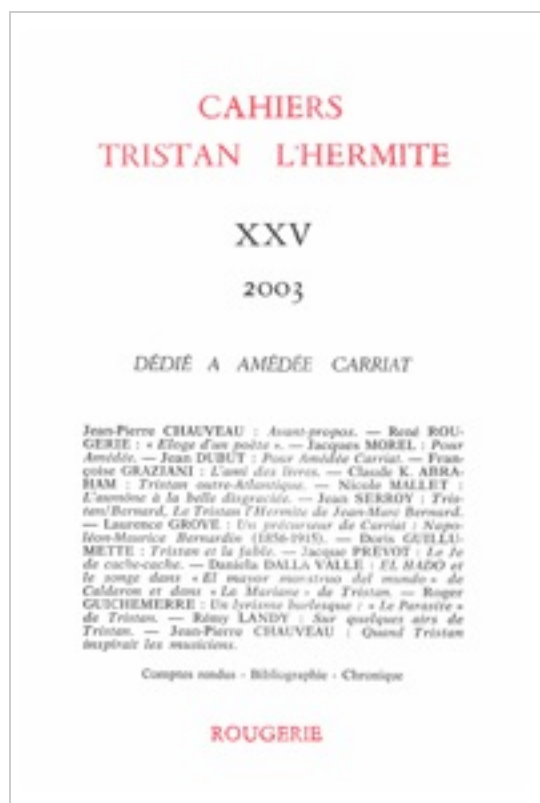 CAHIERS
TRISTAN L'HERMITE
XXV
2003
DÉDIÉ A AMÉDÉE CARRIAT
Jean-Pierre CHAUVEAU : Avant-propos. — René ROU-
GERIE : « Eloge d'un poète ». — Jacques MOREL : Pour
Amédée. — Jean DUBUT : Pour Amédée Carriat. — Fran-
çoise GRAZIANI : L'ami des livres. — Claude K. ABRA-
HAM : Tristan outre-Atlantique. — Nicole MALLET :
L'aumône à la belle disgraciée. — Jean SERROY : Tris-
tan/Bernard, Le Tristan l'Hermite de Jean-Marc Bernard.
— Laurence GROVE : Un précurseur de Carriat : Napo-
léon-Maurice Bernardin (1856-1915). — Doris GUILLU-
METTE : Tristan et la fable. — Jacque PRÉVOT : Le Je
de cache-cache. — Daniela DALLA VALLE : EL HADO et
le songe dans « El mayor monstruo del mundo » de
Calderon et dans « La Mariane » de Tristan. — Roger
GUICHEMERRE : Un lyrisme burlesque : « Le Parasite »
de Tristan. — Rémy LANDY : Sur quelques airs de
Tristan. — Jean-Pierre CHAUVEAU : Quand Tristan
inspirait les musiciens.
Comptes rendus - Bibliographie - Chronique
ROUGERIE